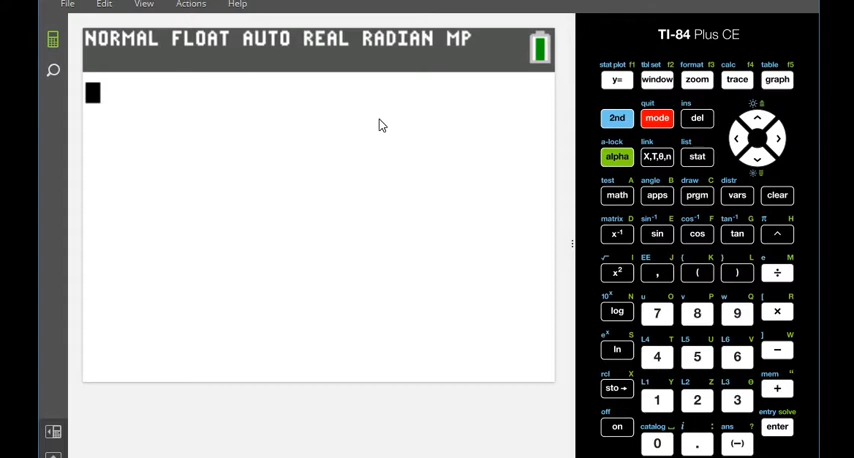 File Edit View Actions Help
NORMAL FLOAT AUTO REAL RADIAN MP
TI-84 Plus CE
stat plot f1 tbl set f2 format f3 calc f4 table f5
y= window zoom trace graph
quit ins
2nd mode del
a-lock link list
alpha X,T,θ,n stat
test A angle B draw C distr
math apps prgm vars clear
matrix D sin⁻¹ E cos⁻¹ F tan⁻¹ G π H
x⁻¹ sin cos tan ^
√ I EE J { K } L e M
x² , ( ) ÷
10ˣ N u O v P w Q [ R
log 7 8 9 ×
eˣ S L4 T L5 U L6 V ] W
ln 4 5 6 −
rcl X L1 Y L2 Z L3 θ mem "
sto→ 1 2 3 +
off catalog ⎵ i : ans ? entry solve
on 0 . (−) enter